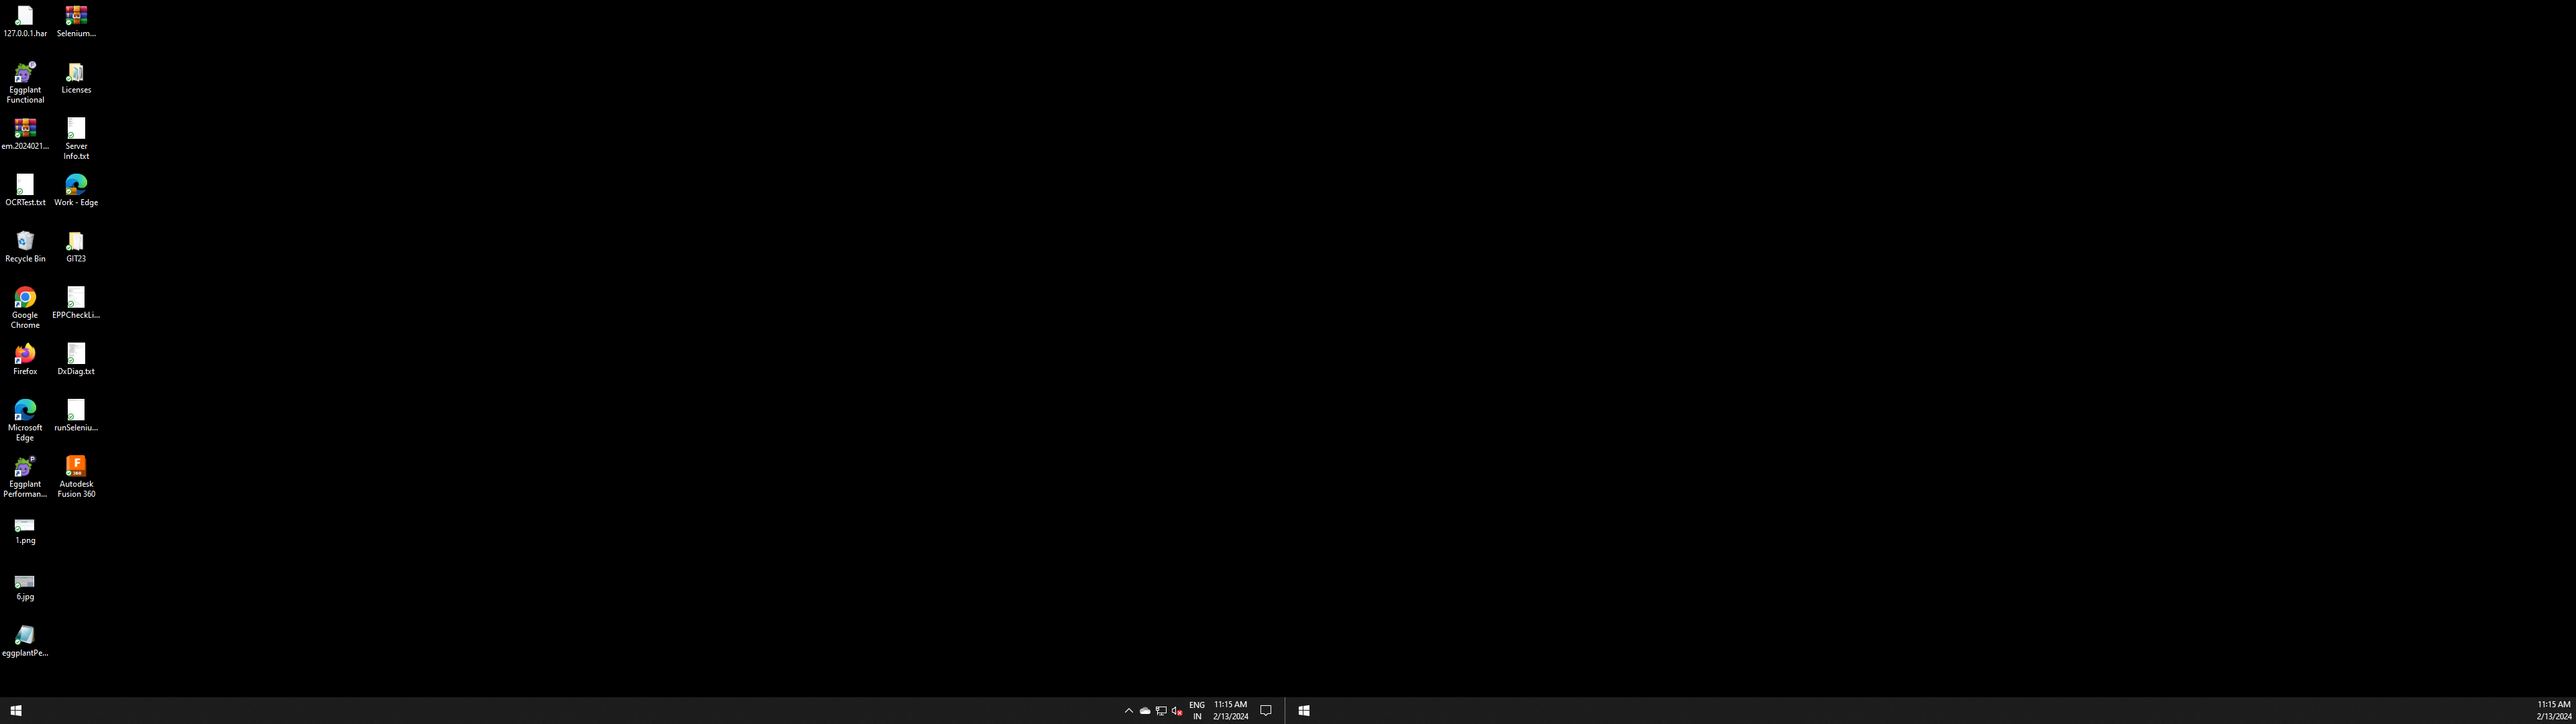 127.0.0.1.har
Eggplant
Functional
em.2024021...
OCRTest.txt
Recycle Bin
Google
Chrome
Firefox
Microsoft
Edge
Eggplant
Performan...
1.png
6.jpg
eggplantPe...
Selenium...
Licenses
Server
Info.txt
Work - Edge
GIT23
EPPCheckLi...
DxDiag.txt
runSeleniu...
Autodesk
Fusion 360
ENG
IN
11:15 AM
2/13/2024
11:15 AM
2/13/2024